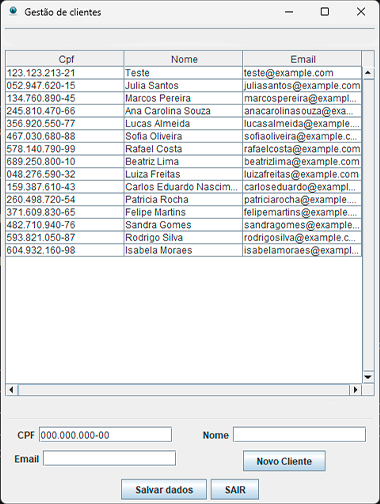 Gestão de clientes
Cpf Nome Email
123.123.213-21 Teste teste@example.com
052.947.620-15 Julia Santos juliasantos@example.com
134.760.890-45 Marcos Pereira marcospereira@exampl...
245.810.470-66 Ana Carolina Souza anacarolinasouza@exa...
356.920.550-77 Lucas Almeida lucasalmeida@example....
467.030.680-88 Sofia Oliveira sofiaoliveira@example.c...
578.140.790-99 Rafael Costa rafaelcosta@example.com
689.250.800-10 Beatriz Lima beatrizlima@example.com
048.276.590-32 Luiza Freitas luizafreitas@example.com
159.387.610-43 Carlos Eduardo Nascim... carloseduardo@exampl...
260.498.720-54 Patricia Rocha patriciarocha@example....
371.609.830-65 Felipe Martins felipemartins@example....
482.710.940-76 Sandra Gomes sandragomes@example...
593.821.050-87 Rodrigo Silva rodrigosilva@example.c...
604.932.160-98 Isabela Moraes isabelamoraes@exampl...
CPF 000.000.000-00 Nome
Email Novo Cliente
Salvar dados SAIR